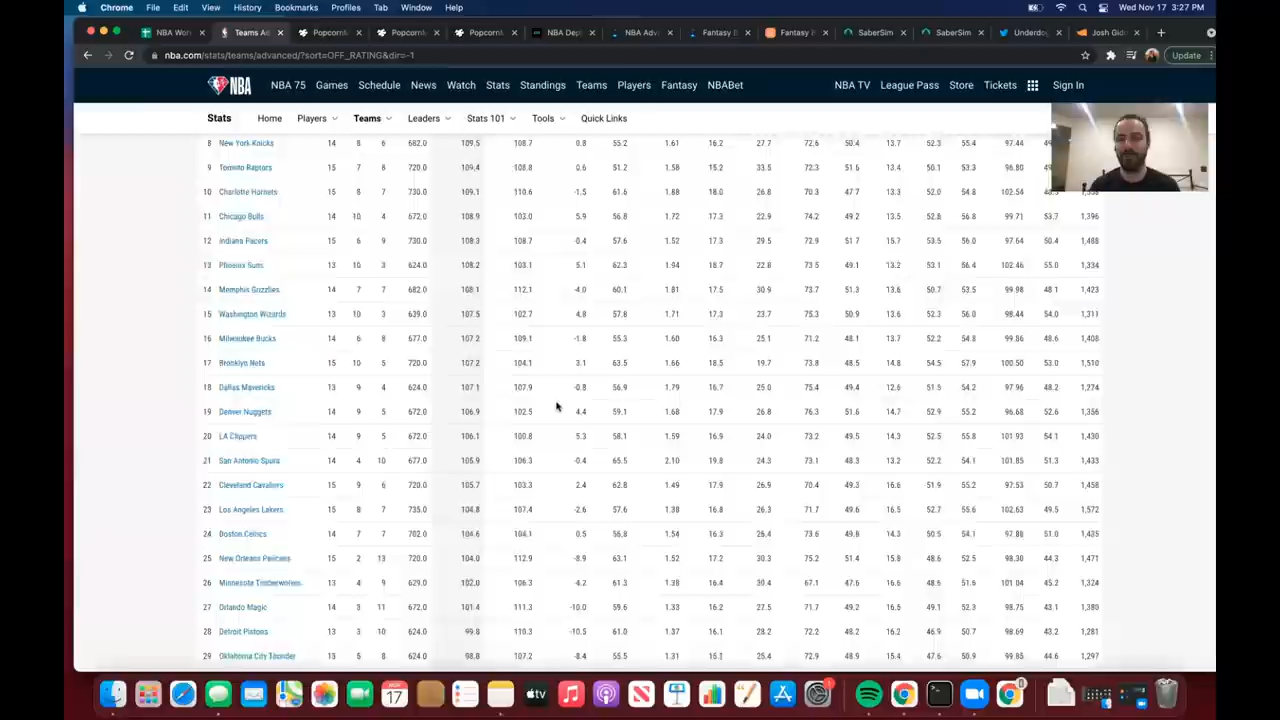 Chrome File Edit View History Bookmarks Profiles Tab Window Help Wed Nov 17 3:27 PM
NBA Wor Teams Ad PopcornM PopcornM PopcornM NBA Dep NBA Adv Fantasy B Fantasy B SaberSim SaberSim Underdog Josh Gid
nba.com/stats/teams/advanced/?sort=OFF_RATING&dir=-1 Update
NBA NBA 75 Games Schedule News Watch Stats Standings Teams Players Fantasy NBABet NBA TV League Pass Store Tickets Sign In
Stats Home Players Teams Leaders Stats 101 Tools Quick Links
8 New York Knicks 14 8 6 682.0 109.5 108.7 0.8 55.2 1.61 16.2 27.7 72.6 50.4 13.7 52.3 55.4 97.44
9 Toronto Raptors 15 7 8 720.0 109.4 108.8 0.6 51.2 1.58 15.2 33.5 72.3 51.6 13.4 50.1 53.3 96.80
10 Charlotte Hornets 15 8 7 730.0 109.1 110.6 -1.5 61.6 1.88 18.0 26.8 70.3 47.7 13.3 102.54
11 Chicago Bulls 14 10 4 672.0 108.9 103.0 5.9 56.8 1.72 17.3 22.9 74.2 49.2 13.5 52.6 56.8 99.71 53.7 1,396
12 Indiana Pacers 15 6 9 730.0 108.3 108.7 -0.4 57.6 1.52 17.3 29.5 72.9 51.7 15.7 53.5 56.0 97.64 50.4 1,488
13 Phoenix Suns 13 10 3 624.0 108.2 103.1 5.1 62.3 1.94 18.7 22.8 73.5 49.1 13.2 53.1 56.4 102.46 55.0 1,334
14 Memphis Grizzlies 14 7 7 682.0 108.1 112.1 -4.0 60.1 1.81 17.5 30.9 73.7 51.3 13.6 50.7 53.5 99.98 48.1 1,423
15 Washington Wizards 13 10 3 639.0 107.5 102.7 4.8 57.8 1.71 17.3 23.7 75.3 50.9 13.6 52.3 56.0 98.44 54.0 1,311
16 Milwaukee Bucks 14 6 8 677.0 107.2 109.1 -1.8 55.3 1.60 16.3 25.1 71.2 48.1 13.7 52.2 54.8 99.86 48.6 1,408
17 Brooklyn Nets 15 10 5 720.0 107.2 104.1 3.1 63.5 1.66 18.5 19.7 73.8 48.5 14.8 54.5 57.9 100.50 53.0 1,510
18 Dallas Mavericks 13 9 4 624.0 107.1 107.9 -0.8 56.9 1.79 16.7 25.0 75.4 49.4 12.6 51.5 54.2 97.96 48.2 1,274
19 Denver Nuggets 14 9 5 672.0 106.9 102.5 4.4 59.1 1.68 17.9 26.8 76.3 51.6 14.7 52.9 55.2 96.68 52.6 1,356
20 LA Clippers 14 9 5 672.0 106.1 100.8 5.3 58.1 1.59 16.9 24.0 73.2 49.5 14.3 52.5 55.8 101.93 54.1 1,430
21 San Antonio Spurs 14 4 10 677.0 105.9 106.3 -0.4 65.5 2.10 19.8 24.3 73.1 48.3 13.2 52.2 54.1 101.85 51.3 1,433
22 Cleveland Cavaliers 15 9 6 720.0 105.7 103.3 2.4 62.8 1.49 17.9 26.9 70.4 49.3 16.6 51.9 55.2 97.53 50.7 1,458
23 Los Angeles Lakers 15 8 7 735.0 104.8 107.4 -2.6 57.6 1.38 16.8 26.3 71.7 49.6 16.5 52.7 55.6 102.63 49.5 1,572
24 Boston Celtics 14 7 7 702.0 104.6 104.1 0.5 56.8 1.54 16.3 26.4 73.6 49.8 14.3 50.5 54.1 97.88 51.0 1,435
25 New Orleans Pelicans 15 2 13 720.0 104.0 112.9 -8.9 63.1 1.52 17.2 30.3 75.2 51.4 15.8 48.6 98.30 44.3 1,471
26 Minnesota Timberwolves 13 4 9 629.0 102.0 106.3 -4.2 61.3 1.38 16.4 30.4 67.1 47.6 16.6 48.6 101.04 45.2 1,324
27 Orlando Magic 14 3 11 672.0 101.4 111.3 -10.0 59.6 1.33 16.2 27.5 71.7 49.2 16.5 49.1 52.3 98.75 43.1 1,380
28 Detroit Pistons 13 3 10 624.0 99.8 110.3 -10.5 61.0 1.37 16.1 28.2 72.2 48.2 16.2 46.9 50.7 98.69 43.2 1,281
29 Oklahoma City Thunder 13 5 8 624.0 98.8 107.2 -8.4 55.5 1.31 15.1 25.4 72.9 48.9 15.4 50.9 99.85 44.6 1,297
NOV
17
tv